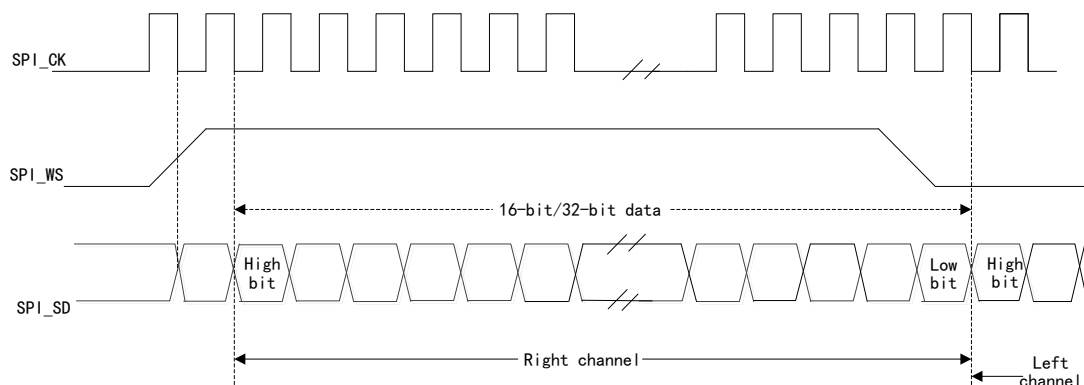 SPI_CK
SPI_WS
16-bit/32-bit data
High
bit
Low
bit
High
bit
SPI_SD
Right channel
Left
channel